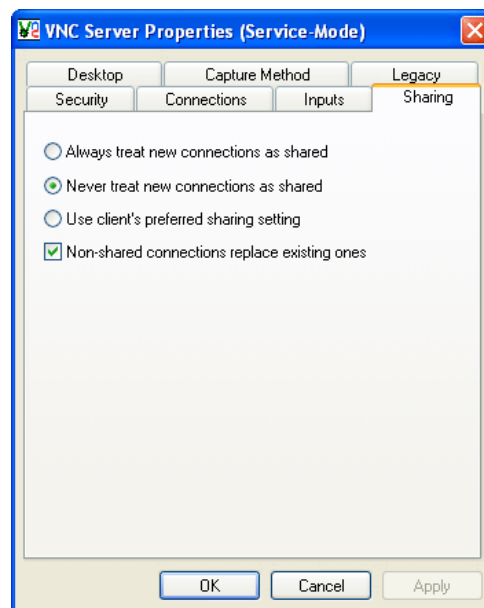 VNC Server Properties (Service-Mode)
Desktop Capture Method Legacy
Security Connections Inputs Sharing
Always treat new connections as shared
Never treat new connections as shared
Use client's preferred sharing setting
Non-shared connections replace existing ones
OK Cancel Apply